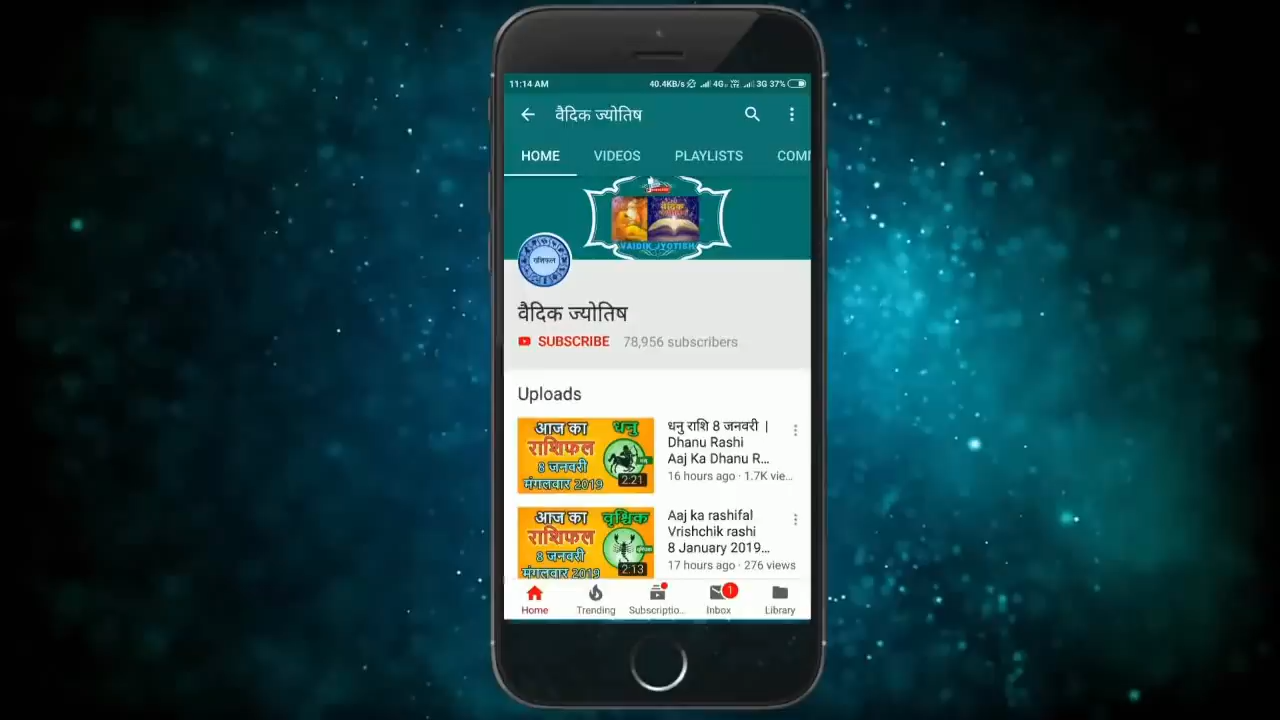 11:14 AM 40.4KB/s 4G 3G 37%
वैदिक ज्योतिष
HOME VIDEOS PLAYLISTS COMM
वैदिक
VAIDIK JYOTISH
राशिफल
वैदिक ज्योतिष
SUBSCRIBE 78,956 subscribers
Uploads
आज का धनु
राशिफल
8 जनवरी
मंगलवार 2019
2:21
धनु राशि 8 जनवरी |
Dhanu Rashi
Aaj Ka Dhanu R...
16 hours ago · 1.7K vie...
आज का वृश्चिक
राशिफल
8 जनवरी
मंगलवार 2019
2:13
Aaj ka rashifal
Vrishchik rashi
8 January 2019...
17 hours ago · 276 views
1
Home Trending Subscriptio... Inbox Library